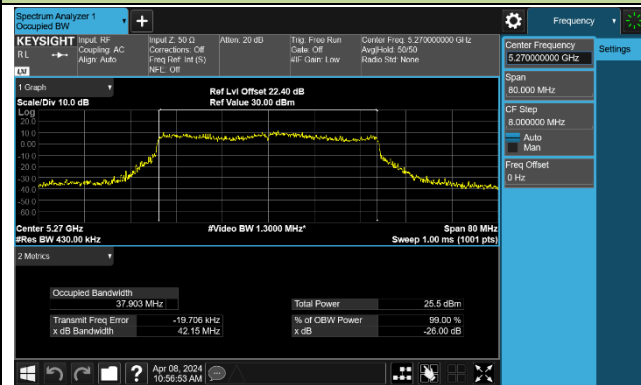 Spectrum Analyzer 1
Occupied BW
Frequency
KEYSIGHT
RL
LXI
Input: RF
Coupling: AC
Align: Auto
Input Z: 50 Ω
Corrections: Off
Freq Ref: Int (S)
NFE: Off
Atten: 20 dB
Trig: Free Run
Gate: Off
#IF Gain: Low
Center Freq: 5.270000000 GHz
Avg|Hold: 50/50
Radio Std: None
Center Frequency
5.270000000 GHz
Settings
Span
80.000 MHz
CF Step
8.000000 MHz
Auto
Man
Freq Offset
0 Hz
1 Graph
Scale/Div 10.0 dB
Ref Lvl Offset 22.40 dB
Ref Value 30.00 dBm
Log
20.0
10.0
0.00
-10.0
-20.0
-30.0
-40.0
-50.0
-60.0
Center 5.27 GHz
#Res BW 430.00 kHz
#Video BW 1.3000 MHz*
Span 80 MHz
Sweep 1.00 ms (1001 pts)
2 Metrics
Occupied Bandwidth
37.903 MHz
Transmit Freq Error -19.706 kHz
x dB Bandwidth 42.15 MHz
Total Power 25.5 dBm
% of OBW Power 99.00 %
x dB -26.00 dB
?
Apr 08, 2024
10:56:53 AM